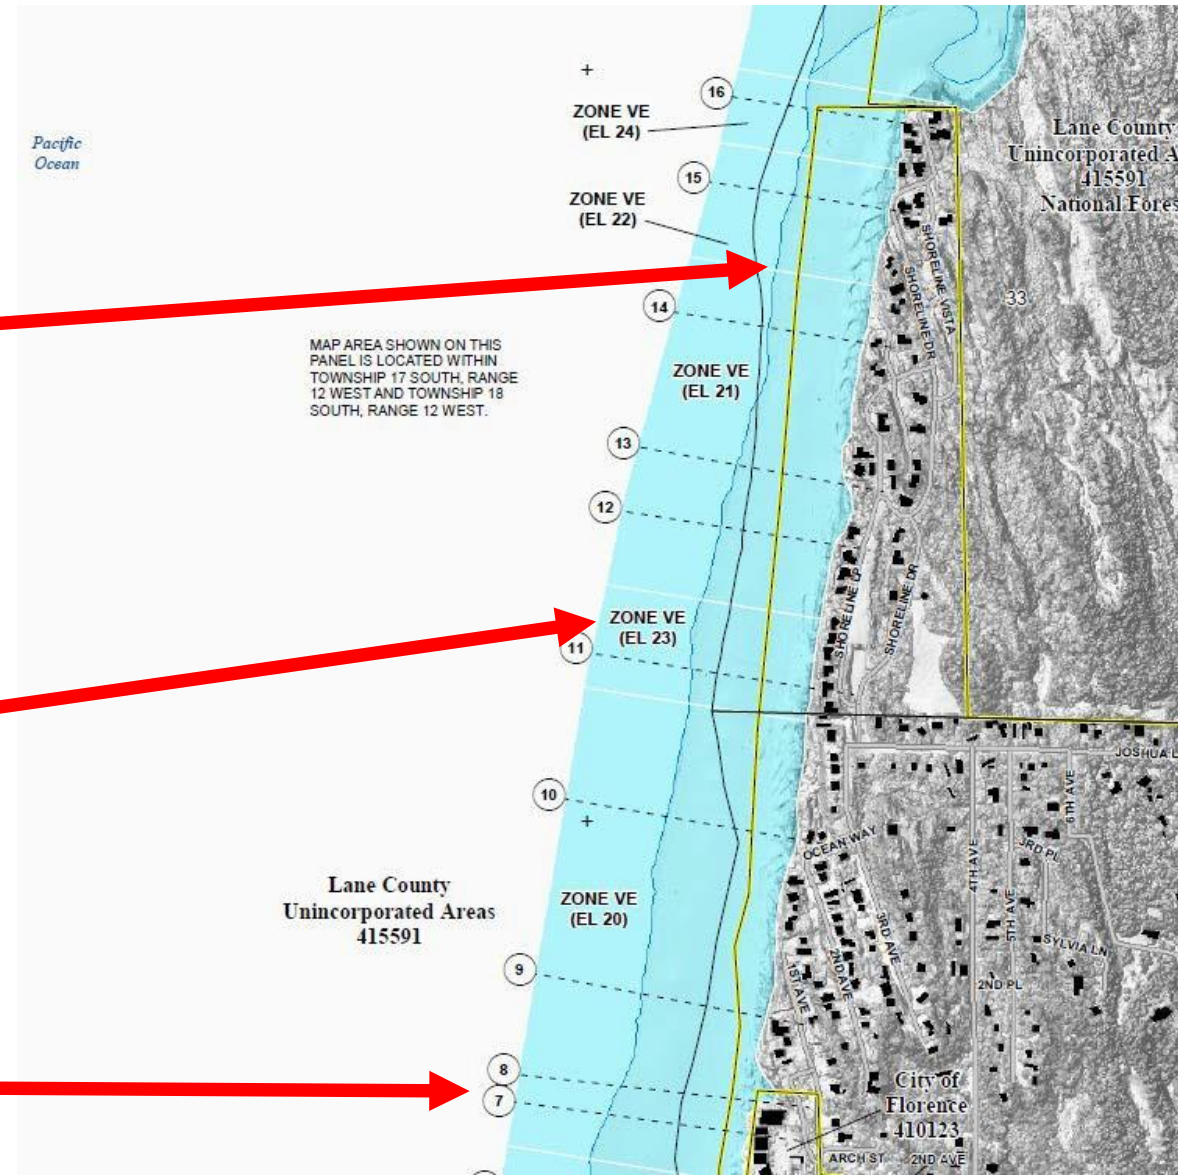 Pacific
Ocean
16
ZONE VE
(EL 24)
Lane County
Unincorporated A
415591
National Fores
15
ZONE VE
(EL 22)
SHORELINE VISTA
SHORELINE DR
33
14
MAP AREA SHOWN ON THIS
PANEL IS LOCATED WITHIN
TOWNSHIP 17 SOUTH, RANGE
12 WEST AND TOWNSHIP 18
SOUTH, RANGE 12 WEST.
ZONE VE
(EL 21)
13
12
SHORELINE LP
SHORELINE DR
ZONE VE
(EL 23)
11
JOSHUA L
10
6TH AVE
OCEAN WAY
3RD PL
4TH AVE
Lane County
Unincorporated Areas
415591
ZONE VE
(EL 20)
3RD AVE
5TH AVE
SYLVIA LN
9
1ST AVE
2ND AVE
2ND PL
8
7
City of
Florence
410123
ARCH ST
2ND AVE